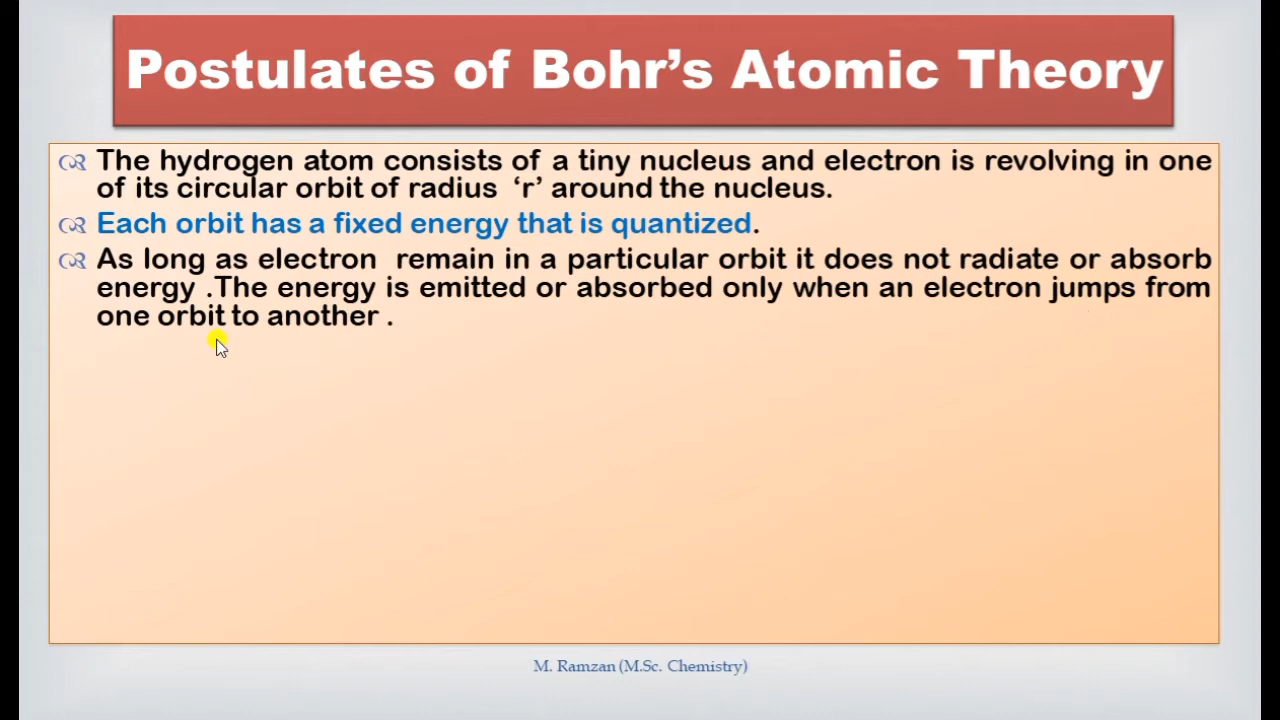 Postulates of Bohr’s Atomic Theory
The hydrogen atom consists of a tiny nucleus and electron is revolving in one
of its circular orbit of radius ‘r’ around the nucleus.
Each orbit has a fixed energy that is quantized.
As long as electron remain in a particular orbit it does not radiate or absorb
energy .The energy is emitted or absorbed only when an electron jumps from
one orbit to another .
M. Ramzan (M.Sc. Chemistry)